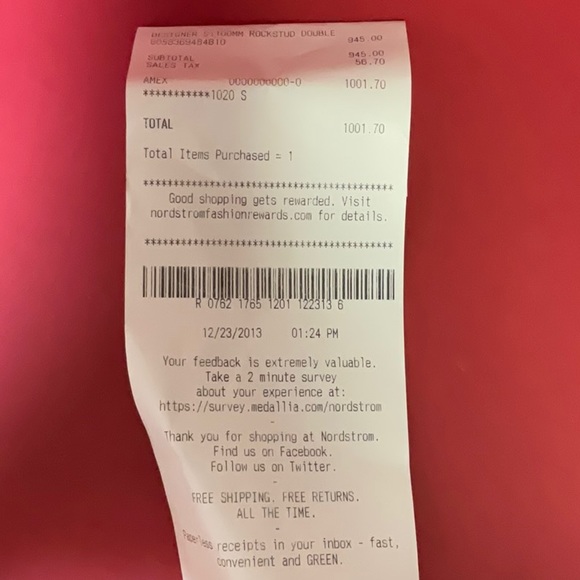 DESIGNER S 100MM ROCKSTUD DOUBLE
945.00
SUBTOTAL 945.00
SALES TAX 56.70
AMEX 0000000000-0 1001.70
***********1020 S
TOTAL 1001.70
Total Items Purchased = 1
******************************************
Good shopping gets rewarded. Visit
nordstromfashionrewards.com for details.
******************************************
R 0762 1765 1201 122313 6
12/23/2013 01:24 PM
Your feedback is extremely valuable.
Take a 2 minute survey
about your experience at:
https://survey.medallia.com/nordstrom
-
Thank you for shopping at Nordstrom.
Find us on Facebook.
Follow us on Twitter.
-
FREE SHIPPING. FREE RETURNS.
ALL THE TIME.
-
Paperless receipts in your inbox - fast,
convenient and GREEN.